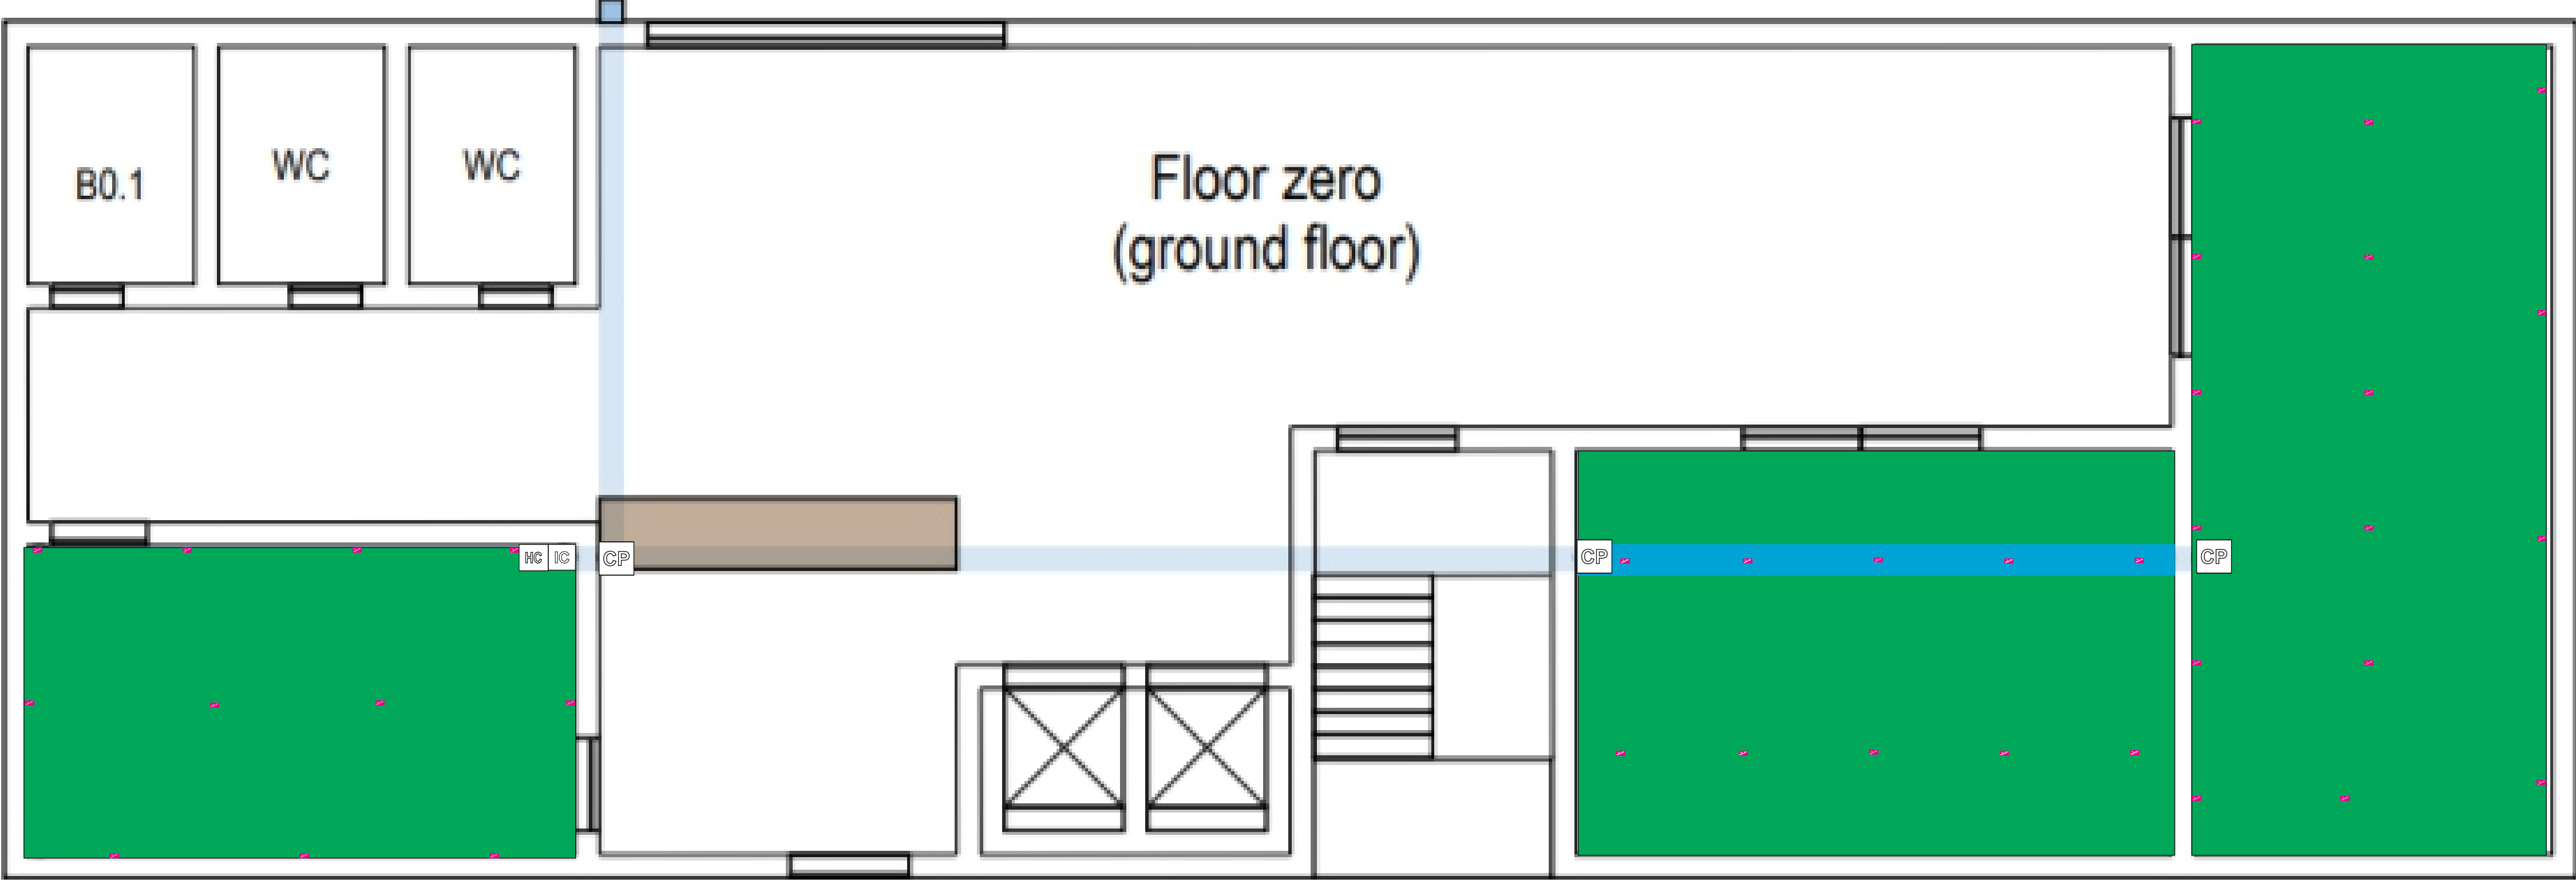 B0.1
WC
WC
Floor zero
(ground floor)
HC
IC
CP
CP
CP